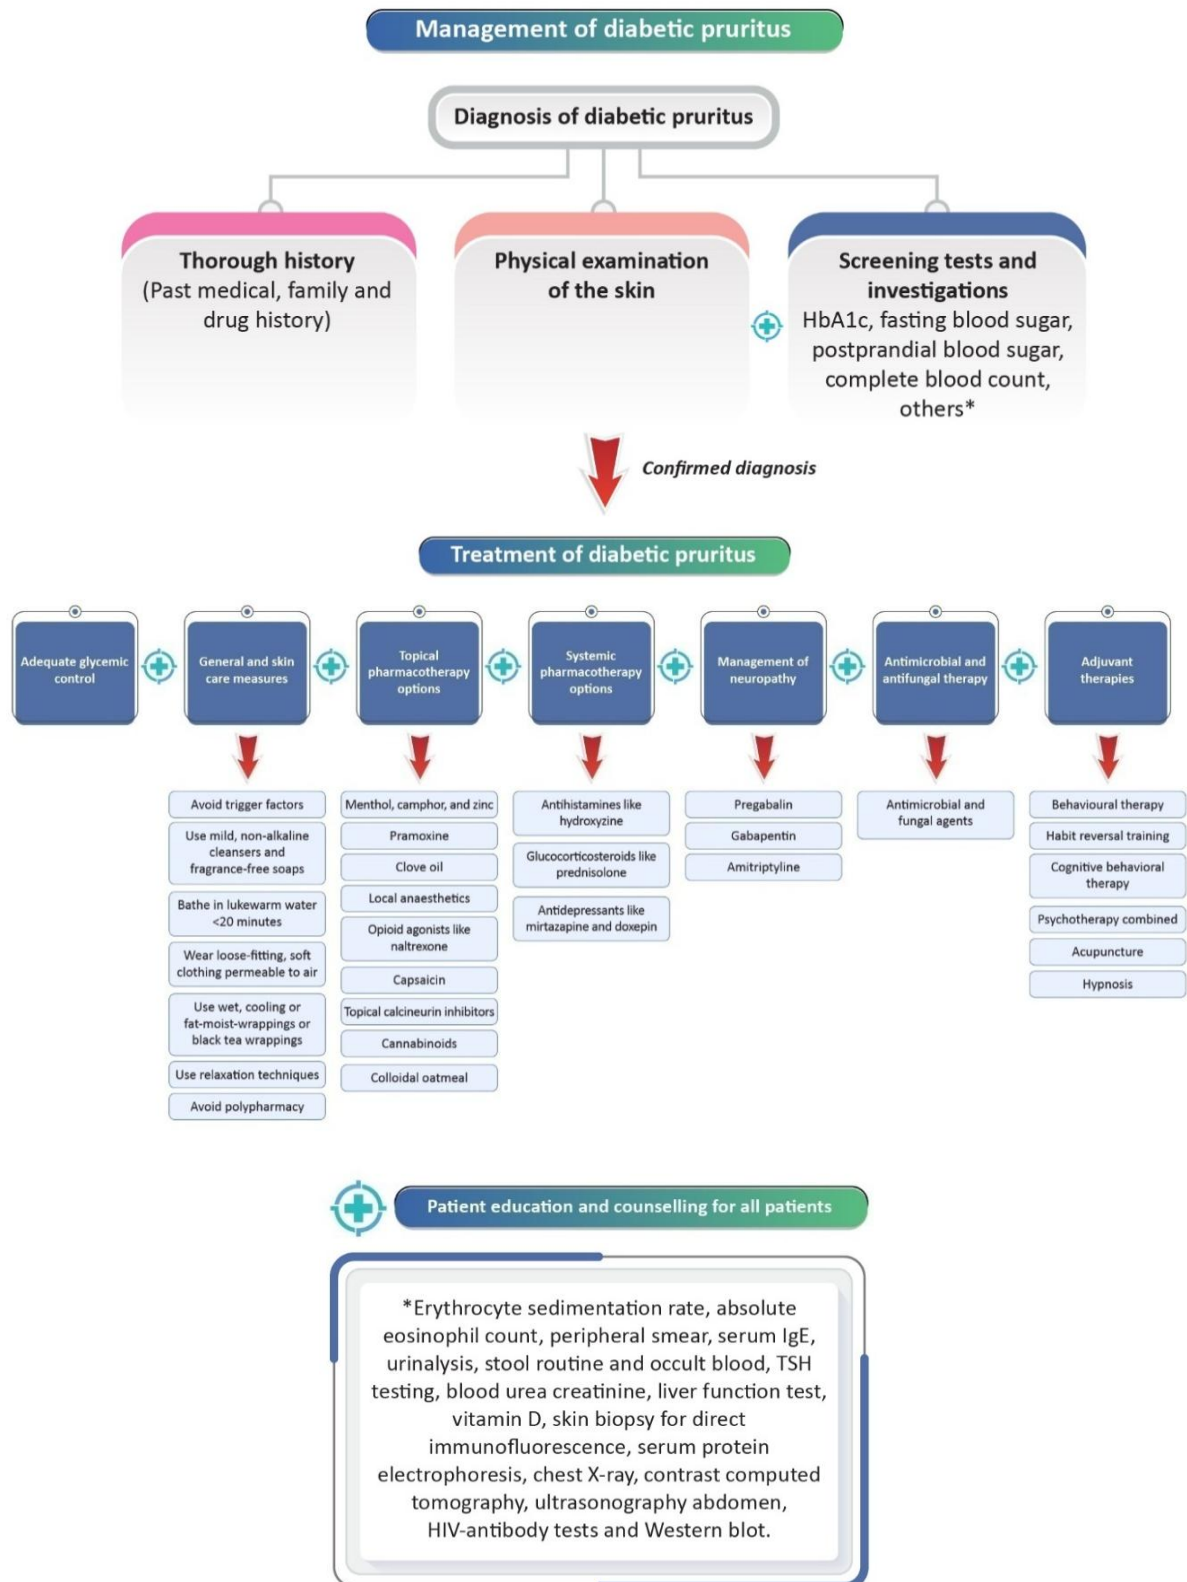 Management of diabetic pruritus
Diagnosis of diabetic pruritus
Thorough history
(Past medical, family and
drug history)
Physical examination
of the skin
Screening tests and
investigations
HbA1c, fasting blood sugar,
postprandial blood sugar,
complete blood count,
others*
Confirmed diagnosis
Treatment of diabetic pruritus
Adequate glycemic
control
General and skin
care measures
Topical
pharmacotherapy
options
Systemic
pharmacotherapy
options
Management of
neuropathy
Antimicrobial and
antifungal therapy
Adjuvant
therapies
Avoid trigger factors
Use mild, non-alkaline
cleansers and
fragrance-free soaps
Bathe in lukewarm water
<20 minutes
Wear loose-fitting, soft
clothing permeable to air
Use wet, cooling or
fat-moist-wrappings or
black tea wrappings
Use relaxation techniques
Avoid polypharmacy
Menthol, camphor, and zinc
Pramoxine
Clove oil
Local anaesthetics
Opioid agonists like
naltrexone
Capsaicin
Topical calcineurin inhibitors
Cannabinoids
Colloidal oatmeal
Antihistamines like
hydroxyzine
Glucocorticosteroids like
prednisolone
Antidepressants like
mirtazapine and doxepin
Pregabalin
Gabapentin
Amitriptyline
Antimicrobial and
fungal agents
Behavioural therapy
Habit reversal training
Cognitive behavioral
therapy
Psychotherapy combined
Acupuncture
Hypnosis
Patient education and counselling for all patients
*Erythrocyte sedimentation rate, absolute
eosinophil count, peripheral smear, serum IgE,
urinalysis, stool routine and occult blood, TSH
testing, blood urea creatinine, liver function test,
vitamin D, skin biopsy for direct
immunofluorescence, serum protein
electrophoresis, chest X-ray, contrast computed
tomography, ultrasonography abdomen,
HIV-antibody tests and Western blot.